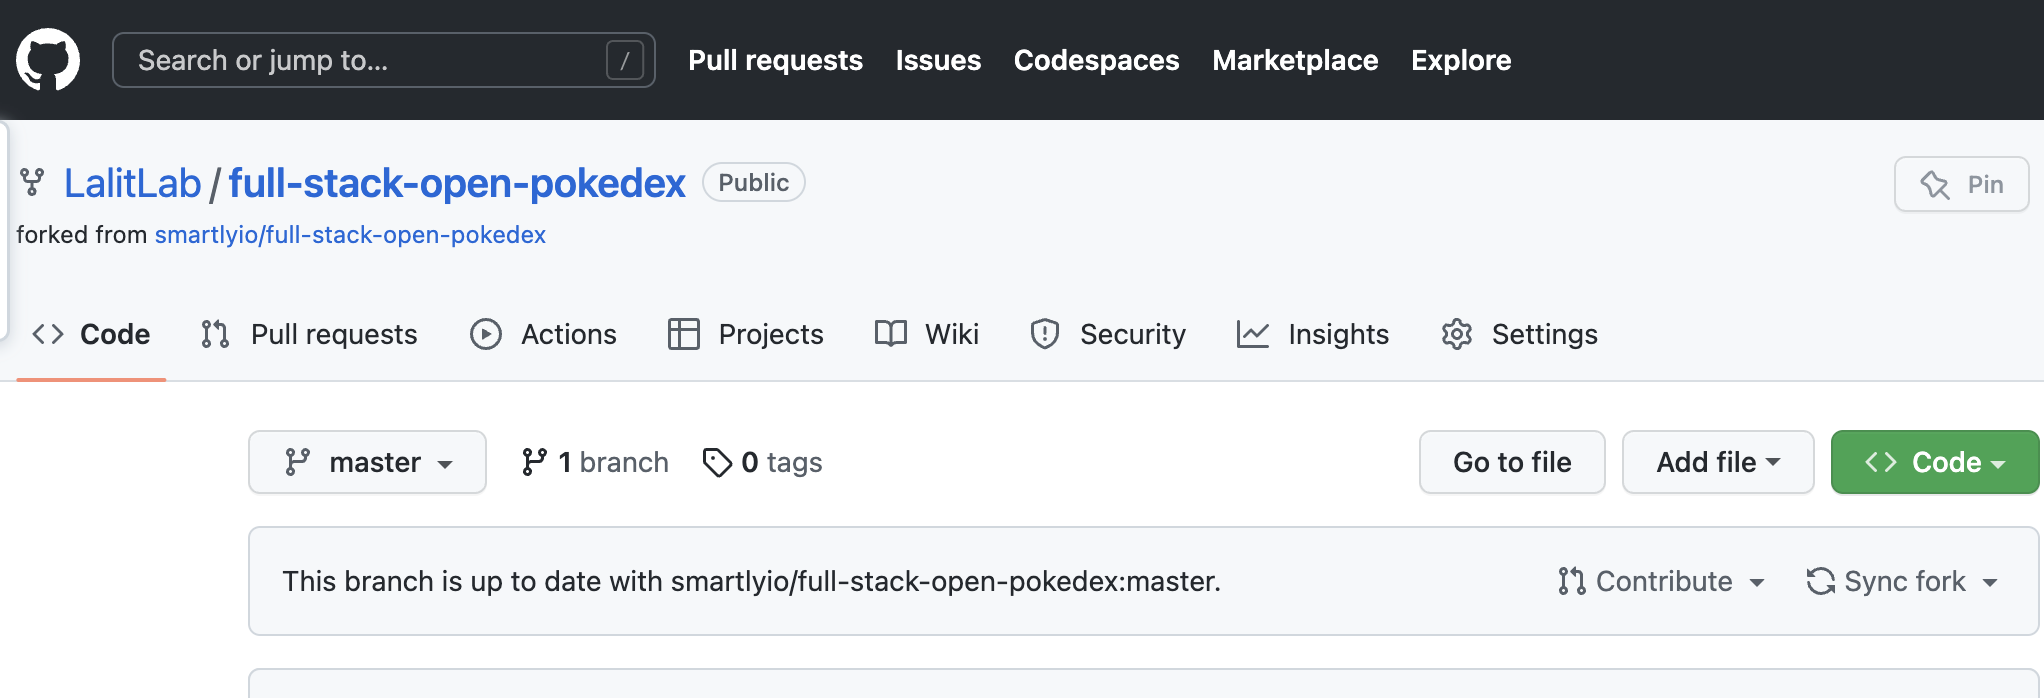 Search or jump to... / Pull requests Issues Codespaces Marketplace Explore
LalitLab / full-stack-open-pokedex Public Pin
forked from smartlyio/full-stack-open-pokedex
Code Pull requests Actions Projects Wiki Security Insights Settings
master 1 branch 0 tags Go to file Add file Code
This branch is up to date with smartlyio/full-stack-open-pokedex:master. Contribute Sync fork